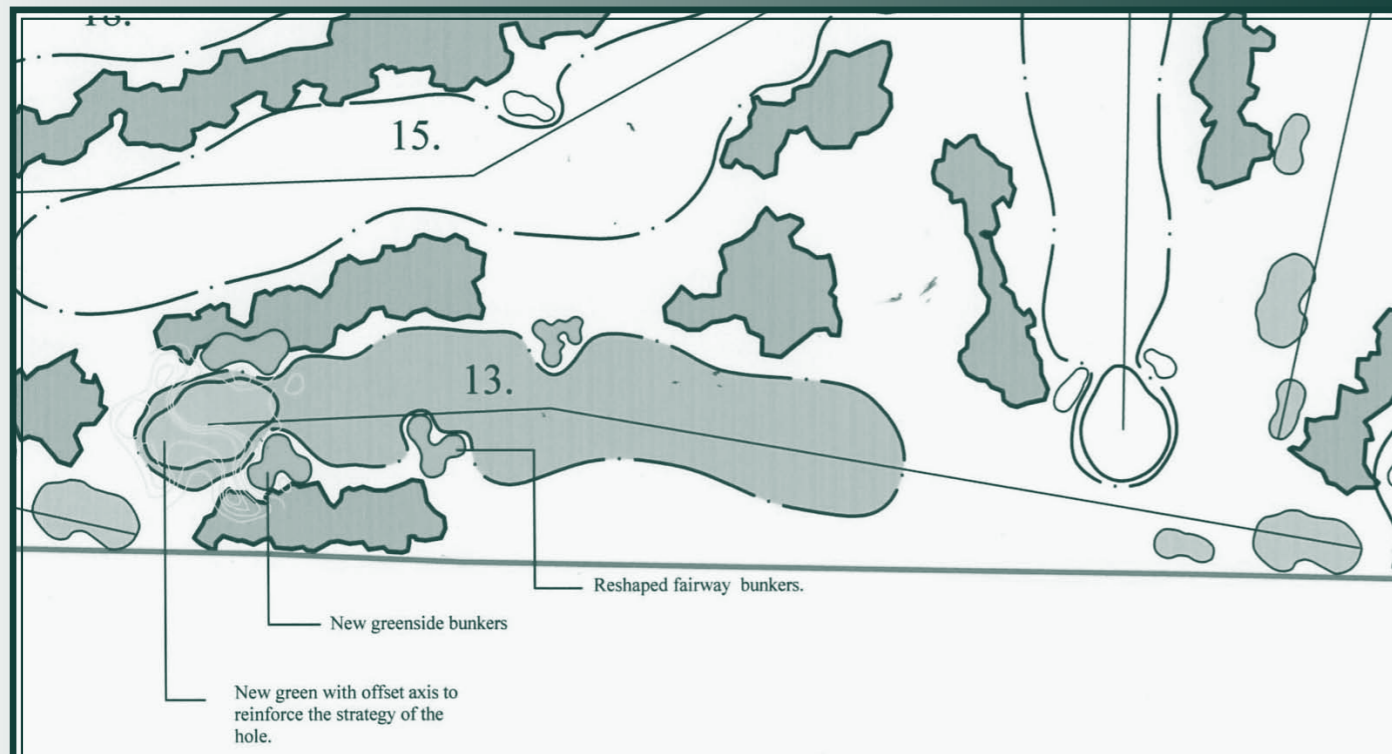 15.
13.
Reshaped fairway bunkers.
New greenside bunkers
New green with offset axis to
reinforce the strategy of the
hole.